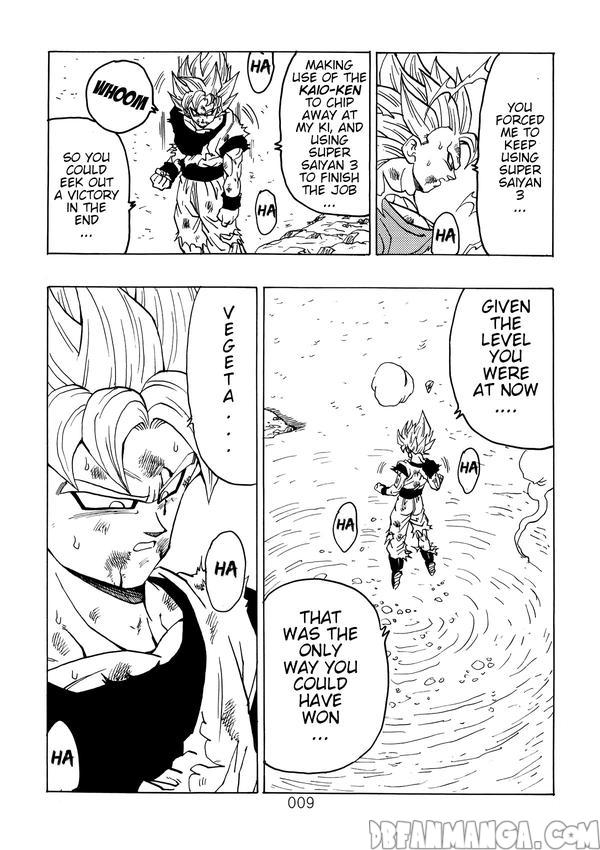 YOU
FORCED
ME TO
KEEP
USING
SUPER
SAIYAN
3
...
HA
HA
MAKING
USE OF THE
KAIO-KEN
TO CHIP
AWAY AT
MY KI, AND
USING
SUPER
SAIYAN 3
TO FINISH
THE JOB
...
HA
HA
WHOOM
SO YOU
COULD
EEK OUT
A VICTORY
IN THE
END
...
GIVEN
THE
LEVEL
YOU
WERE
AT NOW
....
HA
HA
THAT
WAS THE
ONLY
WAY YOU
COULD
HAVE
WON
...
VEGETA...
HA
HA
009
DBFANMANGA.COM